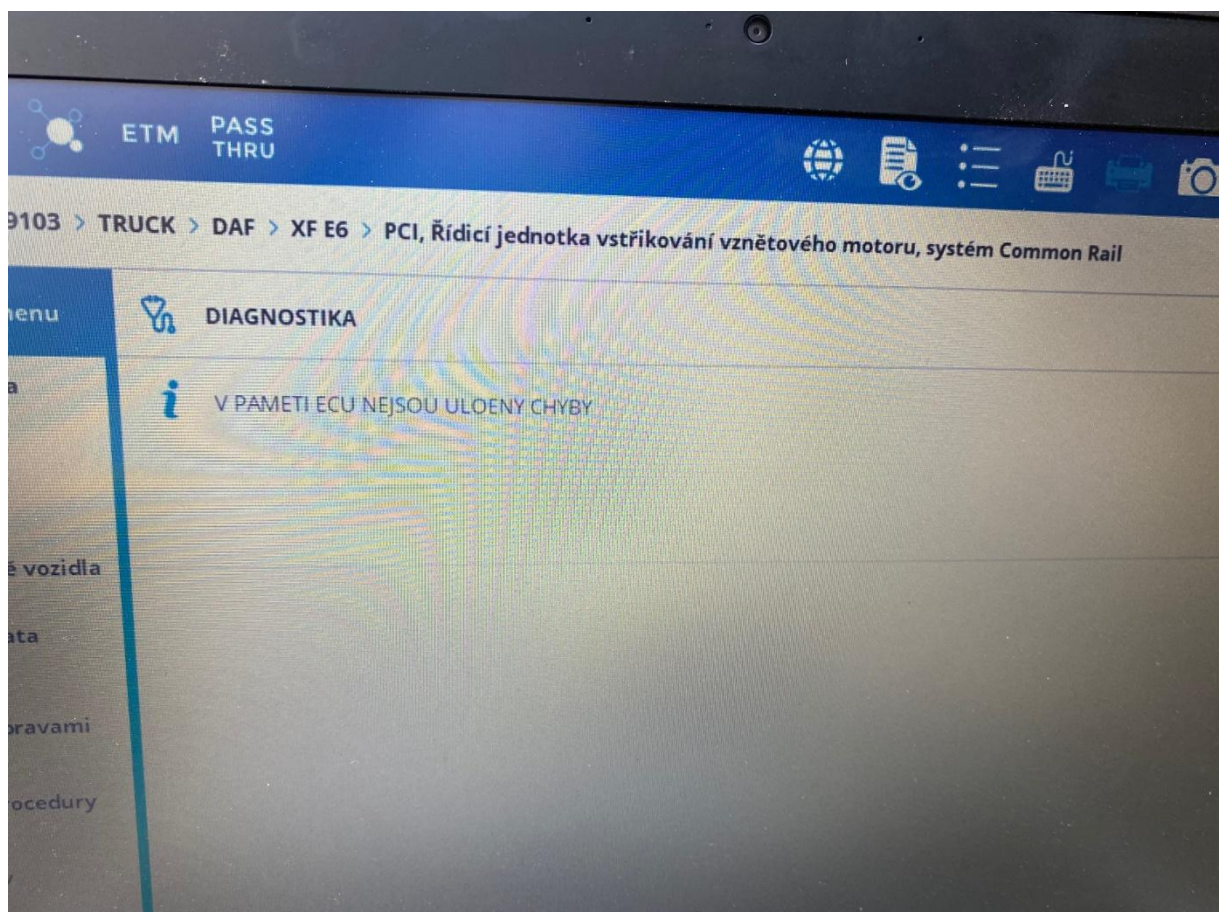 ETM PASS THRU
9103 > TRUCK > DAF > XF E6 > PCI, Řídicí jednotka vstřikování vznětového motoru, systém Common Rail
enu
DIAGNOSTIKA
a
V PAMETI ECU NEJSOU ULOENY CHYBY
é vozidla
ata
pravami
ocedury